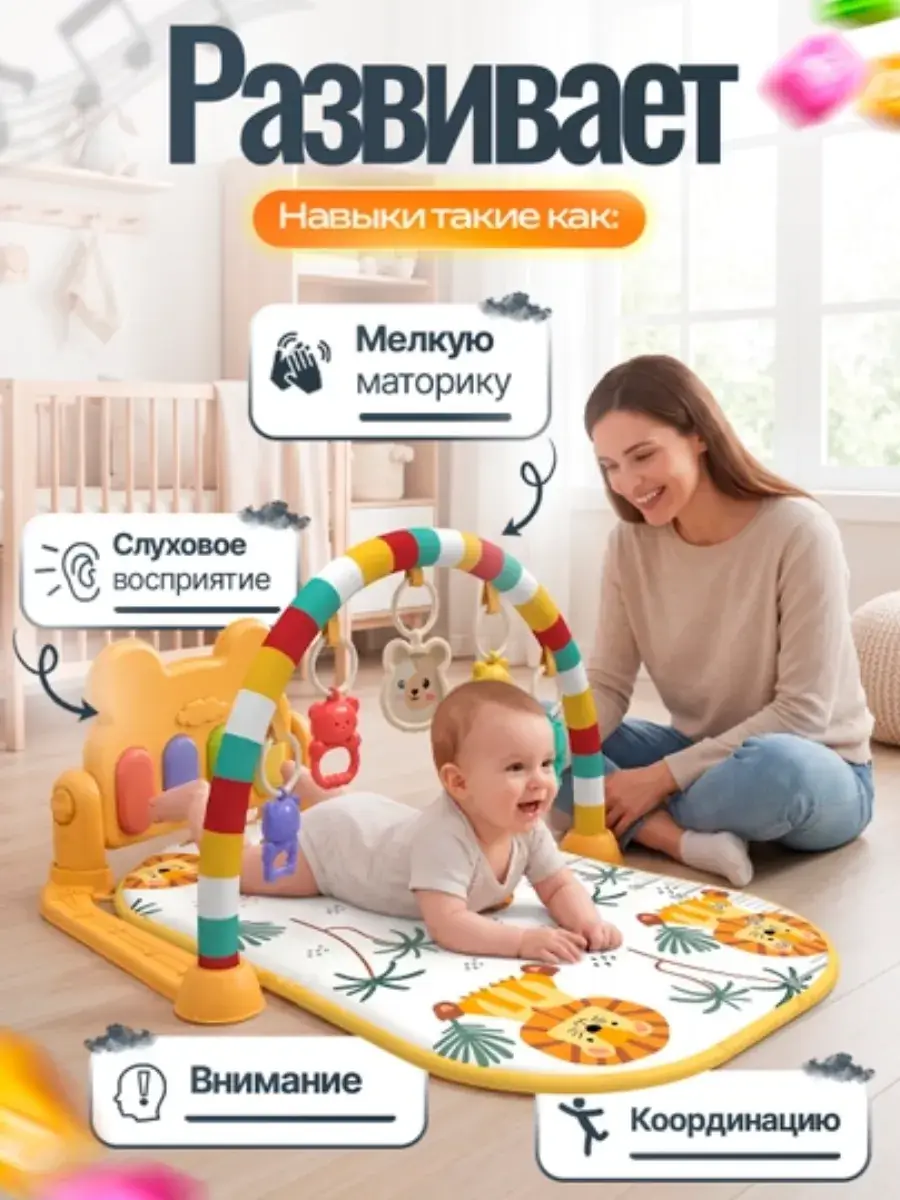 Развивает
Навыки такие как:
Мелкую
маторику
Слуховое
восприятие
Внимание
Координацию